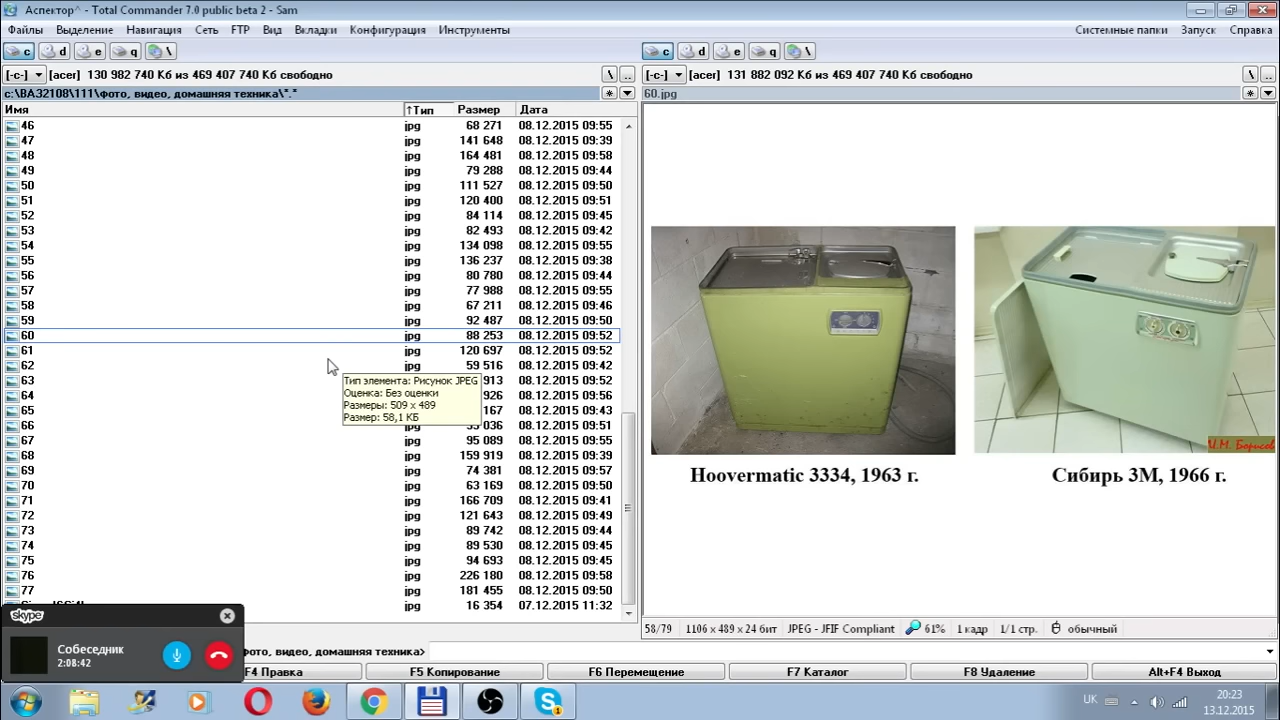 Аспектор^ - Total Commander 7.0 public beta 2 - Sam
Файлы Выделение Навигация Сеть FTP Вид Вкладки Конфигурация Инструменты Системные папки Запуск Справка
c d e q \ c d e q \
[-c-] [acer] 130 982 740 Кб из 469 407 740 Кб свободно \ ..
[-c-] [acer] 131 882 092 Кб из 469 407 740 Кб свободно \ ..
c:\BA32108\111\Фото, видео, домашняя техника\*.* *
60.jpg *
Имя ↑Тип Размер Дата
46 jpg 68 271 08.12.2015 09:55
47 jpg 141 648 08.12.2015 09:39
48 jpg 164 481 08.12.2015 09:58
49 jpg 79 288 08.12.2015 09:44
50 jpg 111 527 08.12.2015 09:50
51 jpg 120 400 08.12.2015 09:51
52 jpg 84 114 08.12.2015 09:45
53 jpg 82 493 08.12.2015 09:42
54 jpg 134 098 08.12.2015 09:55
55 jpg 136 237 08.12.2015 09:38
56 jpg 80 780 08.12.2015 09:44
57 jpg 77 988 08.12.2015 09:55
58 jpg 67 211 08.12.2015 09:46
59 jpg 92 487 08.12.2015 09:50
60 jpg 88 253 08.12.2015 09:52
61 jpg 120 697 08.12.2015 09:52
62 jpg 59 516 08.12.2015 09:42
63 913 08.12.2015 09:52
64 926 08.12.2015 09:56
65 167 08.12.2015 09:43
66 jpg 036 08.12.2015 09:51
67 jpg 95 089 08.12.2015 09:55
68 jpg 159 919 08.12.2015 09:39
69 jpg 74 381 08.12.2015 09:57
70 jpg 63 169 08.12.2015 09:50
71 jpg 166 709 08.12.2015 09:41
72 jpg 121 643 08.12.2015 09:49
73 jpg 89 742 08.12.2015 09:44
74 jpg 89 530 08.12.2015 09:45
75 jpg 94 693 08.12.2015 09:45
76 jpg 226 180 08.12.2015 09:58
77 jpg 181 455 08.12.2015 09:50
jpg 16 354 07.12.2015 11:32
Тип элемента: Рисунок JPEG
Оценка: Без оценки
Размеры: 509 x 489
Размер: 58,1 КБ
И.М. Борисов
Hoovermatic 3334, 1963 г. Сибирь 3М, 1966 г.
58/79 1106 x 489 x 24 бит JPEG - JFIF Compliant 61% 1 кадр 1/1 стр. обычный
skype
Собеседник
2:08:42
фото, видео, домашняя техника>
F4 Правка F5 Копирование F6 Перемещение F7 Каталог F8 Удаление Alt+F4 Выход
UK 20:23
13.12.2015